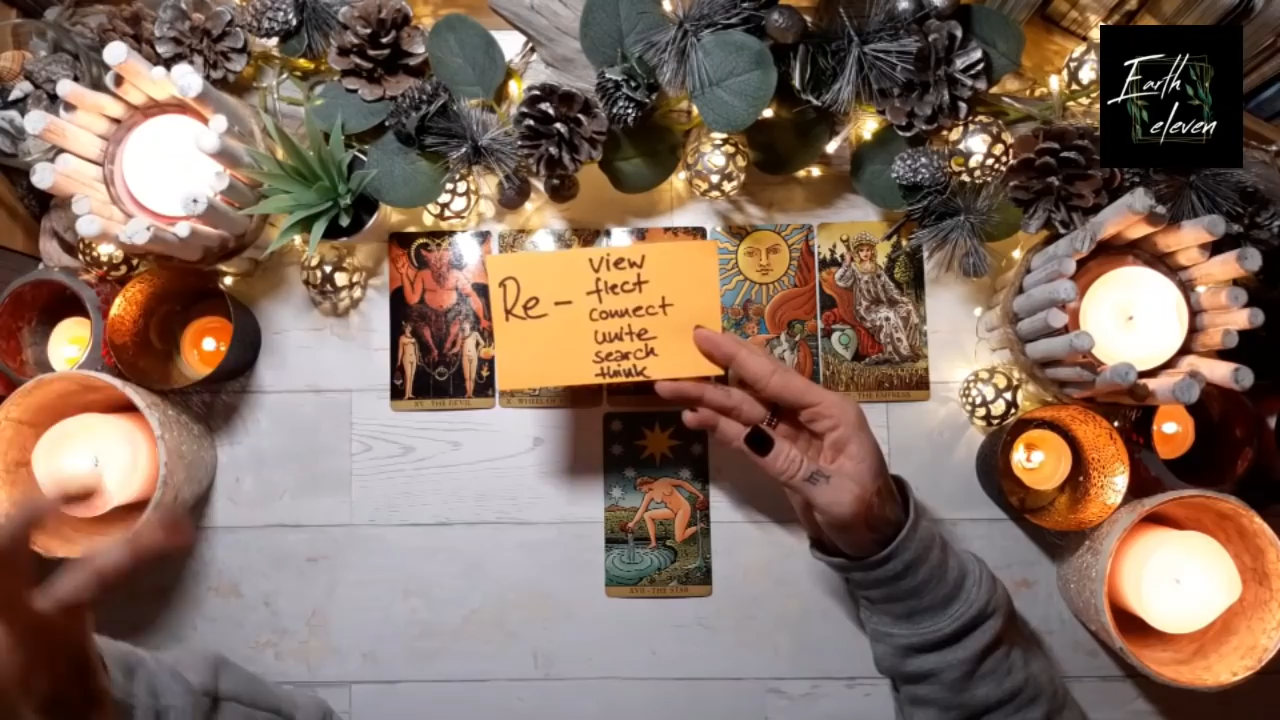 Earth
eleven
Re-
view
flect
connect
unite
search
think
XV - THE DEVIL
X - WHEEL OF
THE EMPRESS
XVII - THE STAR